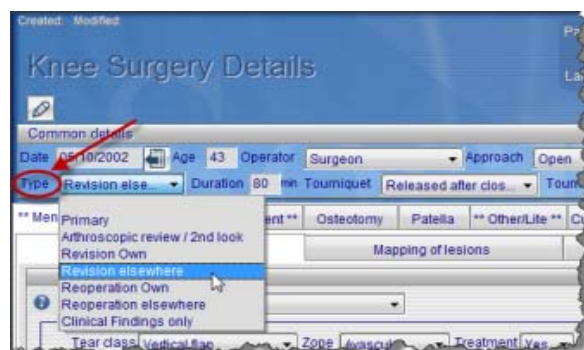 Created: Modified:
Pa
Knee Surgery Details
La
Common details
Date 05/10/2002 Age 43 Operator Surgeon Approach Open
Type Revision else... Duration 80 min Tourniquet Released after clos... Tour
** Men ent ** Osteotomy Patella ** Other/Lite ** Cu
Primary
Arthroscopic review / 2nd look
Mapping of lesions
Revision Own
Revision elsewhere
Reoperation Own
Reoperation elsewhere
Clinical Findings only
Tear class Vertical flap Zone Treatment Yes